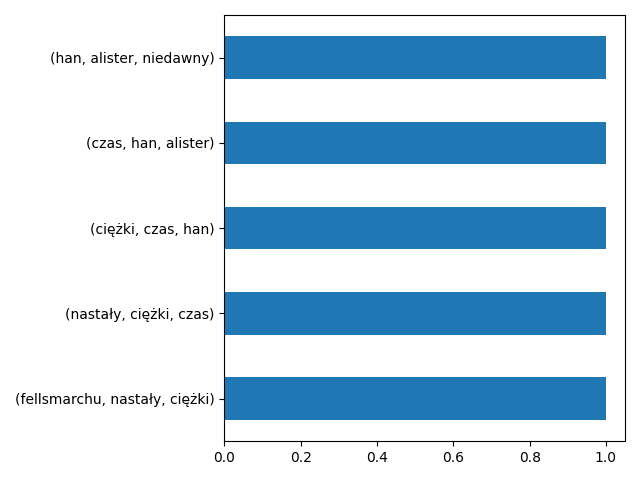 (han, alister, niedawny)
(czas, han, alister)
(ciężki, czas, han)
(nastały, ciężki, czas)
(fellsmarchu, nastały, ciężki)
0.0 0.2 0.4 0.6 0.8 1.0